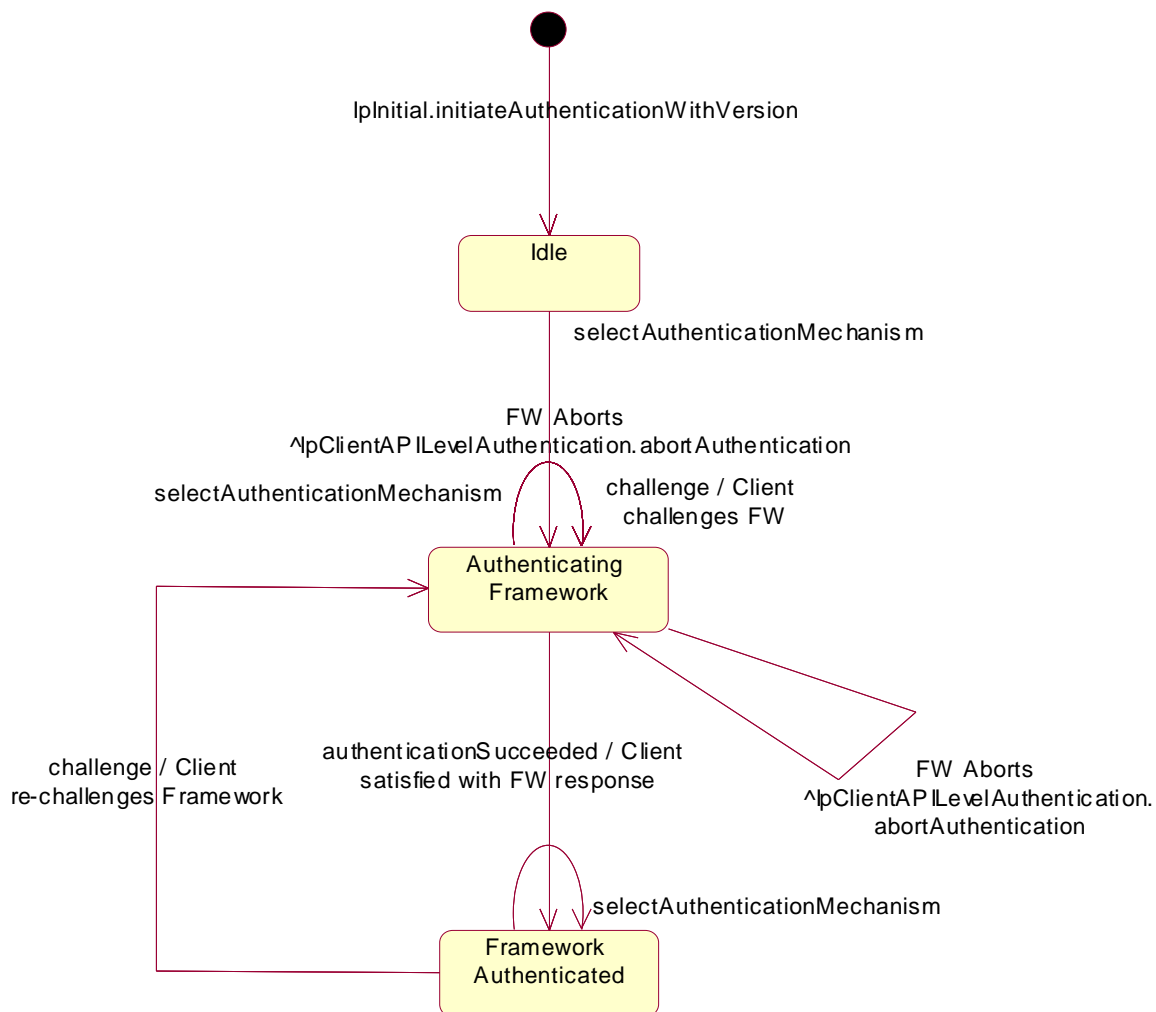 IpInitial.initiateAuthenticationWithVersion
Idle
selectAuthenticationMechanism
FW Aborts
^IpClientAPILevelAuthentication.abortAuthentication
selectAuthenticationMechanism
challenge / Client
challenges FW
Authenticating
Framework
authenticationSucceeded / Client
satisfied with FW response
challenge / Client
re-challenges Framework
FW Aborts
^IpClientAPILevelAuthentication.
abortAuthentication
selectAuthenticationMechanism
Framework
Authenticated